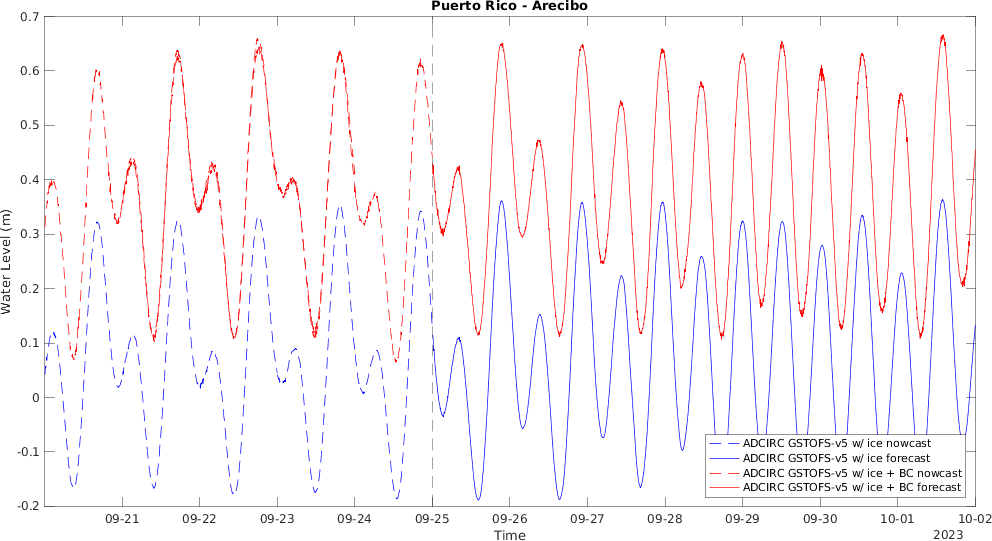 Puerto Rico - Arecibo
0.7
0.6
0.5
0.4
0.3
0.2
0.1
0
-0.1
-0.2
Water Level (m)
ADCIRC GSTOFS-v5 w/ ice nowcast
ADCIRC GSTOFS-v5 w/ ice forecast
ADCIRC GSTOFS-v5 w/ ice + BC nowcast
ADCIRC GSTOFS-v5 w/ ice + BC forecast
09-21 09-22 09-23 09-24 09-25 09-26 09-27 09-28 09-29 09-30 10-01 10-02
Time
2023